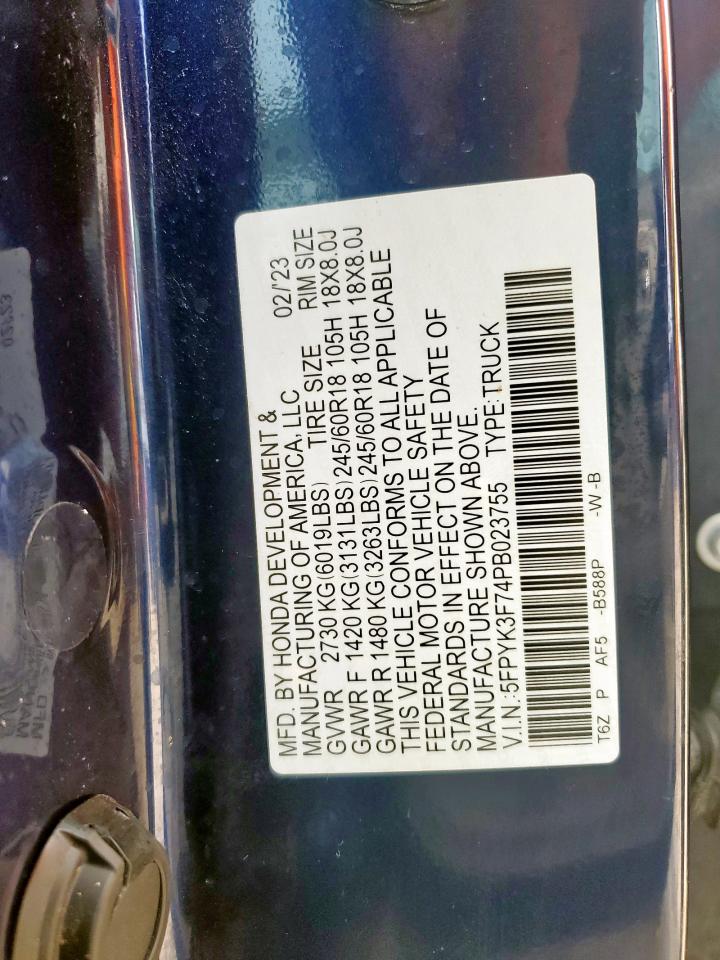 MFD. BY HONDA DEVELOPMENT &
MANUFACTURING OF AMERICA, LLC 02/'23
GVWR 2730 KG(6019LBS) TIRE SIZE RIM SIZE
GAWR F 1420 KG(3131LBS)245/60R18 105H 18X8.0J
GAWR R 1480 KG(3263LBS)245/60R18 105H 18X8.0J
THIS VEHICLE CONFORMS TO ALL APPLICABLE
FEDERAL MOTOR VEHICLE SAFETY
STANDARDS IN EFFECT ON THE DATE OF
MANUFACTURE SHOWN ABOVE.
V.I.N.:5FPYK3F74PB023755 TYPE:TRUCK
T6Z P AF5 -B588P -W -B